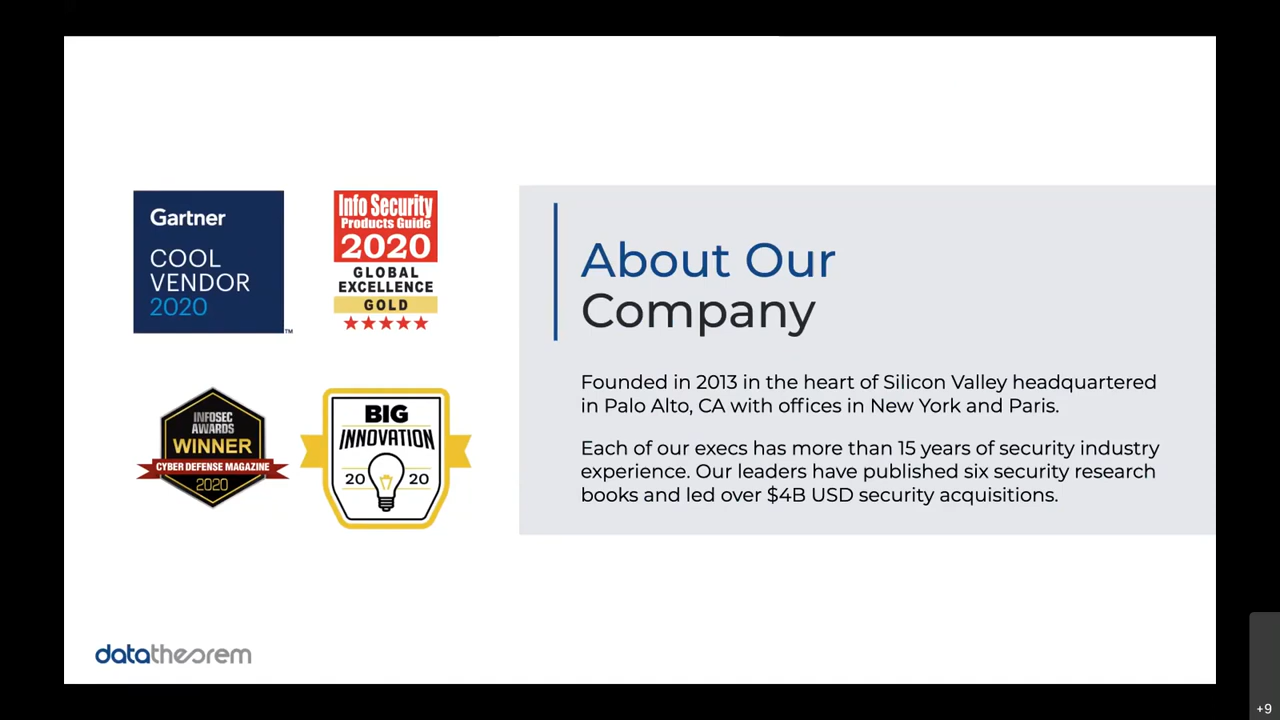 Gartner
COOL
VENDOR
2020
™
Info Security
Products Guide
2020
GLOBAL
EXCELLENCE
GOLD
INFOSEC
AWARDS
WINNER
CYBER DEFENSE MAGAZINE
2020
BIG
INNOVATION
20 20
About Our
Company
Founded in 2013 in the heart of Silicon Valley headquartered
in Palo Alto, CA with offices in New York and Paris.
Each of our execs has more than 15 years of security industry
experience. Our leaders have published six security research
books and led over $4B USD security acquisitions.
datatheorem
+9